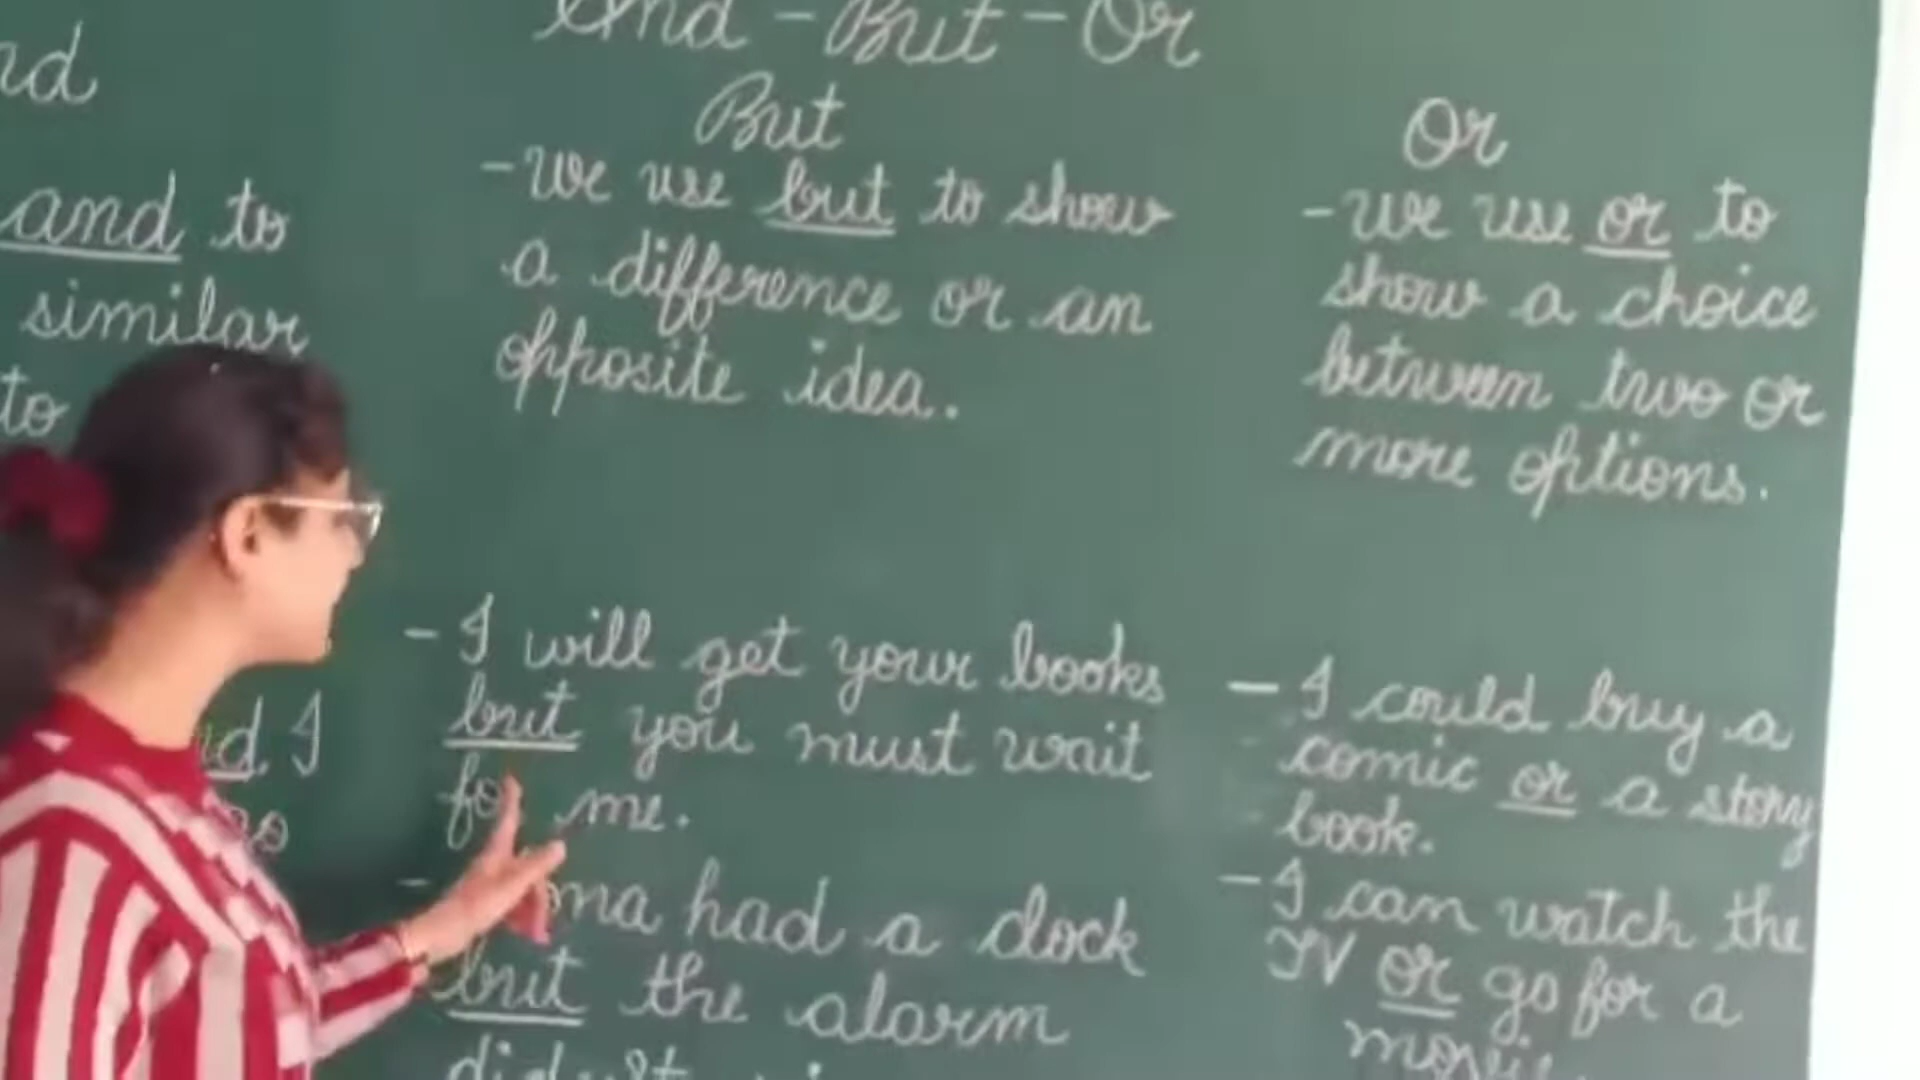 And - But - Or
and to
similar
to
I
But
- We use but to show
a difference or an
opposite idea.
- I will get your books
but you must wait
for me.
- had a clock
but the alarm
didn't
Or
- We use or to
show a choice
between two or
more options.
- I could buy a
comic or a story
book.
- I can watch the
TV or go for a
movie.